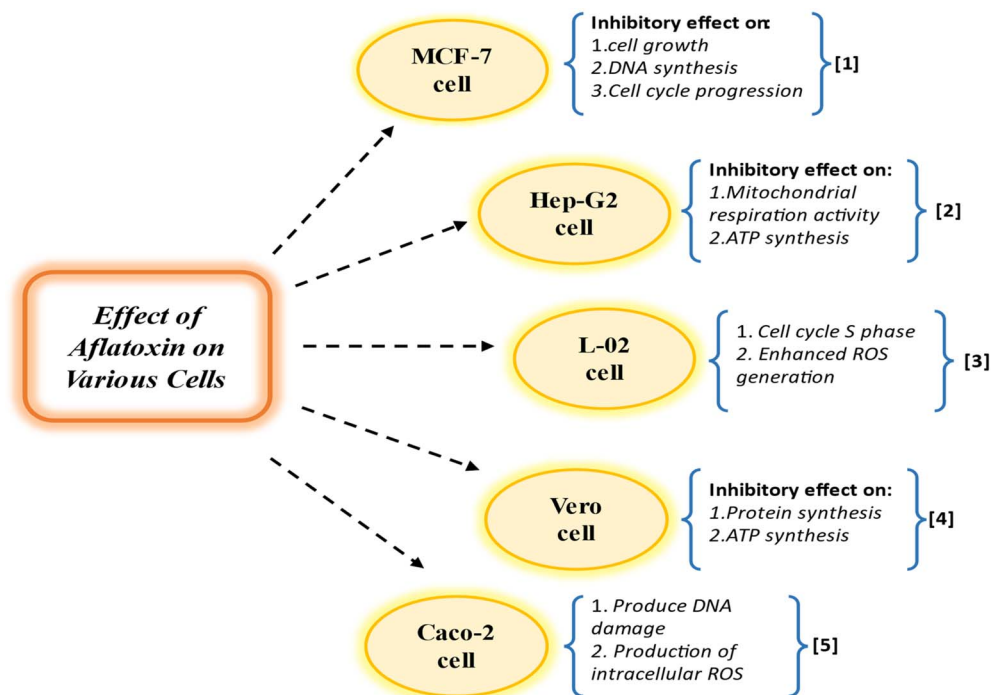 Effect of
Aflatoxin on
Various Cells
MCF-7
cell
Inhibitory effect on:
1.cell growth
2.DNA synthesis
3.Cell cycle progression
[1]
Hep-G2
cell
Inhibitory effect on:
1.Mitochondrial
respiration activity
2.ATP synthesis
[2]
L-02
cell
1. Cell cycle S phase
2. Enhanced ROS
generation
[3]
Vero
cell
Inhibitory effect on:
1.Protein synthesis
2.ATP synthesis
[4]
Caco-2
cell
1. Produce DNA
damage
2. Production of
intracellular ROS
[5]